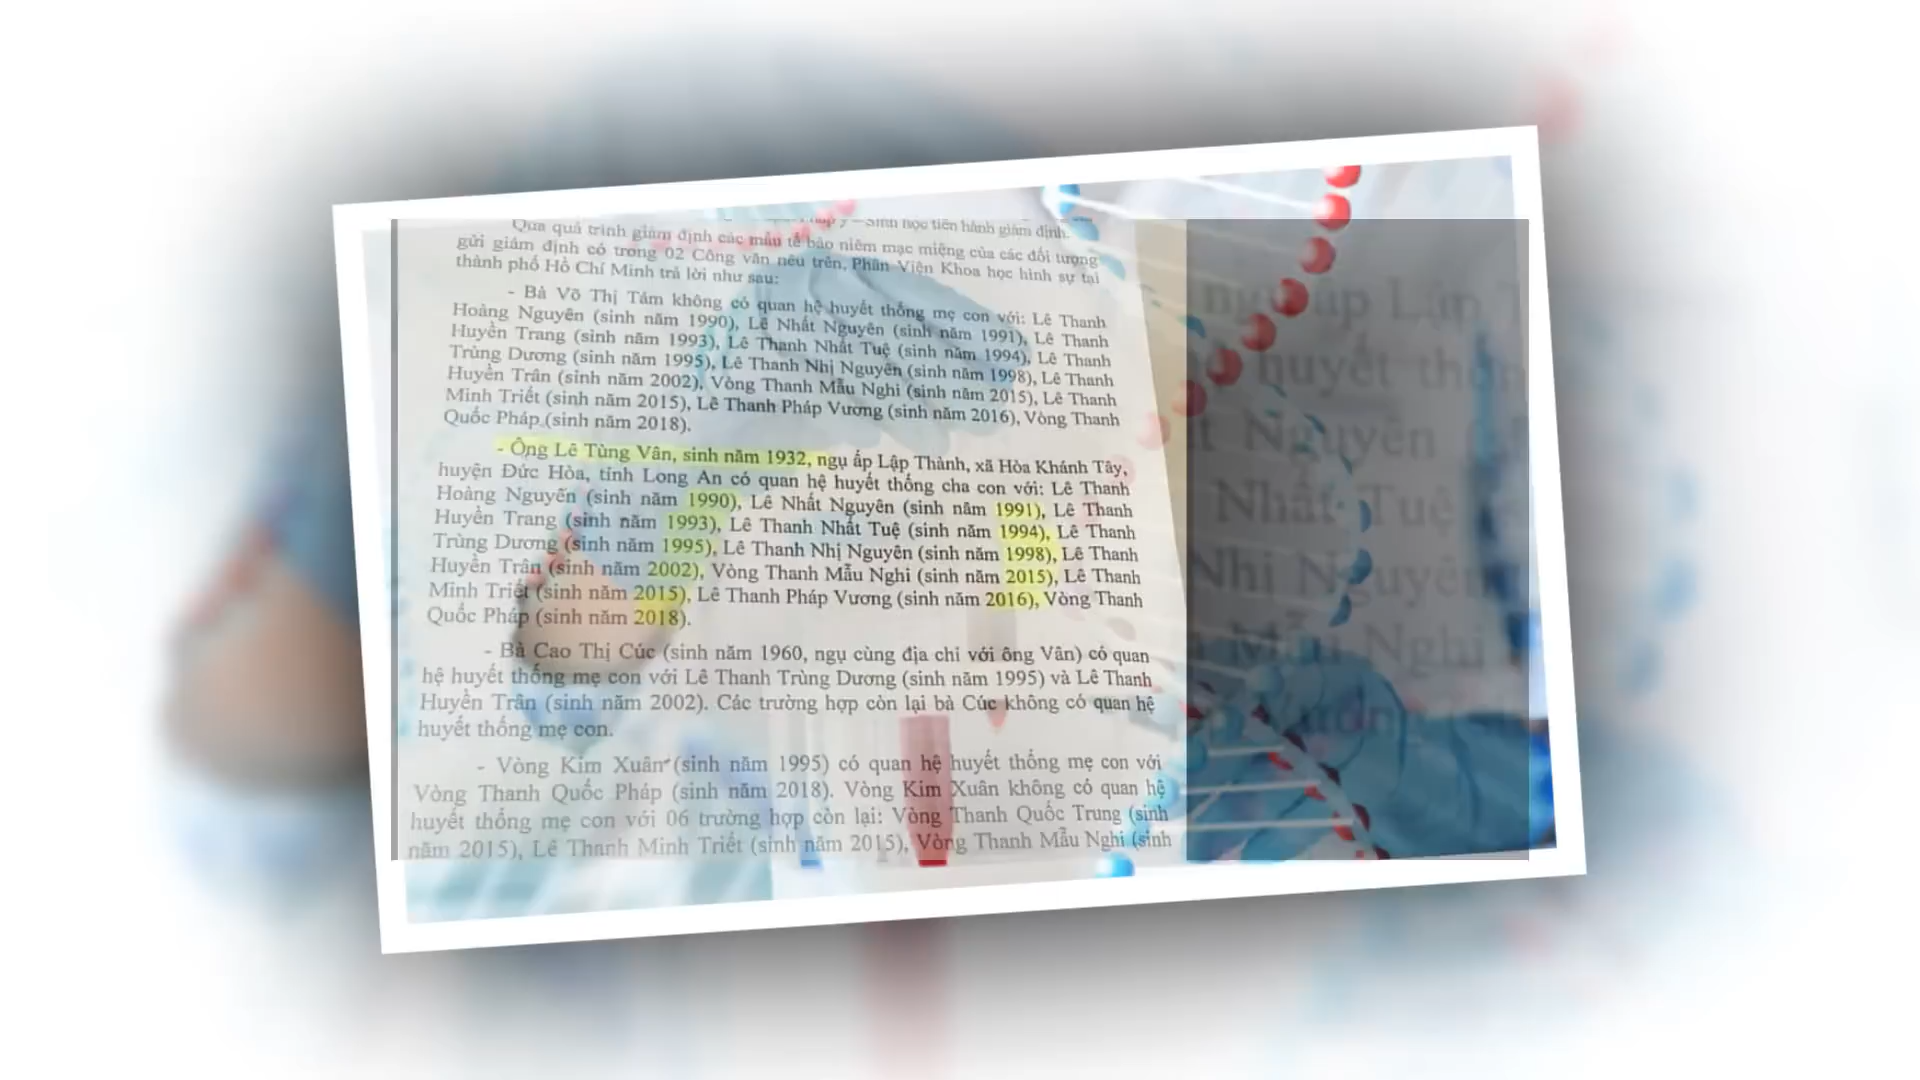 Sinh học tiến hành giám định.
Qua quá trình giám định các mẫu tế bào niêm mạc miệng của các đối tượng
gửi giám định có trong 02 Công văn nêu trên, Phân Viện Khoa học hình sự tại
thành phố Hồ Chí Minh trả lời như sau:
- Bà Võ Thị Tám không có quan hệ huyết thống mẹ con với: Lê Thanh
Hoàng Nguyên (sinh năm 1990), Lê Nhất Nguyên (sinh năm 1991), Lê Thanh
Huyền Trang (sinh năm 1993), Lê Thanh Nhất Tuệ (sinh năm 1994), Lê Thanh
Trùng Dương (sinh năm 1995), Lê Thanh Nhị Nguyên (sinh năm 1998), Lê Thanh
Huyền Trân (sinh năm 2002), Vòng Thanh Mẫu Nghi (sinh năm 2015), Lê Thanh
Minh Triết (sinh năm 2015), Lê Thanh Pháp Vương (sinh năm 2016), Vòng Thanh
Quốc Pháp (sinh năm 2018).
- Ông Lê Tùng Vân, sinh năm 1932, ngụ ấp Lập Thành, xã Hòa Khánh Tây,
huyện Đức Hòa, tỉnh Long An có quan hệ huyết thống cha con với: Lê Thanh
Hoàng Nguyên (sinh năm 1990), Lê Nhất Nguyên (sinh năm 1991), Lê Thanh
Huyền Trang (sinh năm 1993), Lê Thanh Nhất Tuệ (sinh năm 1994), Lê Thanh
Trùng Dương (sinh năm 1995), Lê Thanh Nhị Nguyên (sinh năm 1998), Lê Thanh
Huyền Trân (sinh năm 2002), Vòng Thanh Mẫu Nghi (sinh năm 2015), Lê Thanh
Minh Triết (sinh năm 2015), Lê Thanh Pháp Vương (sinh năm 2016), Vòng Thanh
Quốc Pháp (sinh năm 2018).
- Bà Cao Thị Cúc (sinh năm 1960, ngụ cùng địa chỉ với ông Vân) có quan
hệ huyết thống mẹ con với Lê Thanh Trùng Dương (sinh năm 1995) và Lê Thanh
Huyền Trân (sinh năm 2002). Các trường hợp còn lại bà Cúc không có quan hệ
huyết thống mẹ con.
- Vòng Kim Xuân (sinh năm 1995) có quan hệ huyết thống mẹ con với
Vòng Thanh Quốc Pháp (sinh năm 2018). Vòng Kim Xuân không có quan hệ
huyết thống mẹ con với 06 trường hợp còn lại: Vòng Thanh Quốc Trung (sinh
năm 2015), Lê Thanh Minh Triết (sinh năm 2015), Vòng Thanh Mẫu Nghi (sinh
ngụ ấp Lập
huyết
Nguyên
Nhất Tuệ
Nhị Nguyên
Mẫu Nghi
Vương